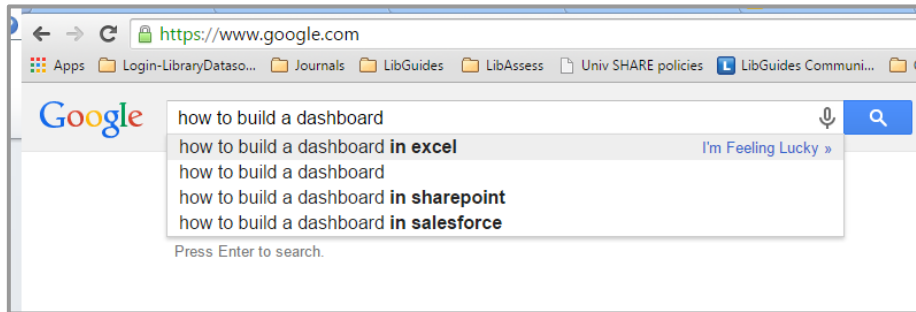 https://www.google.com
Apps Login-LibraryDataso... Journals LibGuides LibAssess Univ SHARE policies L LibGuides Communi...
Google how to build a dashboard
how to build a dashboard in excel I'm Feeling Lucky »
how to build a dashboard
how to build a dashboard in sharepoint
how to build a dashboard in salesforce
Press Enter to search.